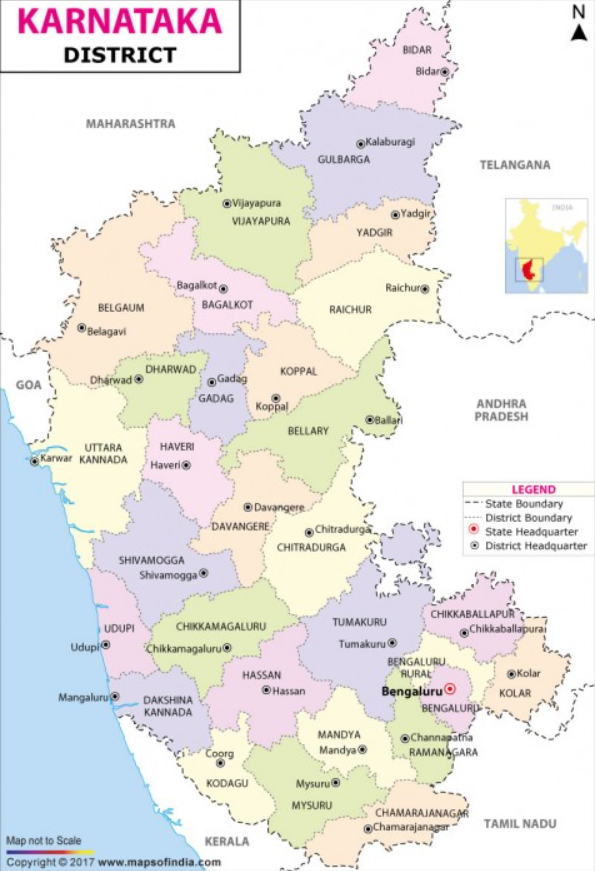 KARNATAKA
DISTRICT
N
BIDAR
Bidar
MAHARASHTRA
Kalaburagi
GULBARGA
TELANGANA
Vijayapura
VIJAYAPURA
Yadgir
YADGIR
INDIA
Bagalkot
BAGALKOT
Raichur
RAICHUR
BELGAUM
Belagavi
DHARWAD
Dharwad
Gadag
GADAG
KOPPAL
Koppal
GOA
ANDHRA
PRADESH
Ballari
BELLARY
UTTARA
KANNADA
Karwar
HAVERI
Haveri
LEGEND
State Boundary
District Boundary
State Headquarter
District Headquarter
Davangere
DAVANGERE
Chitradurga
CHITRADURGA
SHIVAMOGGA
Shivamogga
UDUPI
Udupi
CHIKKAMAGALURU
Chikkamagaluru
TUMAKURU
Tumakuru
CHIKKABALLAPUR
Chikkaballapura
BENGALURU
RURAL
Bengaluru
BENGALURU
Kolar
KOLAR
HASSAN
Hassan
Mangaluru
DAKSHINA
KANNADA
MANDYA
Mandya
Channapatna
RAMANAGARA
Coorg
KODAGU
Mysuru
MYSURU
CHAMARAJANAGAR
Chamarajanagar
TAMIL NADU
KERALA
Map not to Scale
Copyright © 2017 www.mapsofindia.com